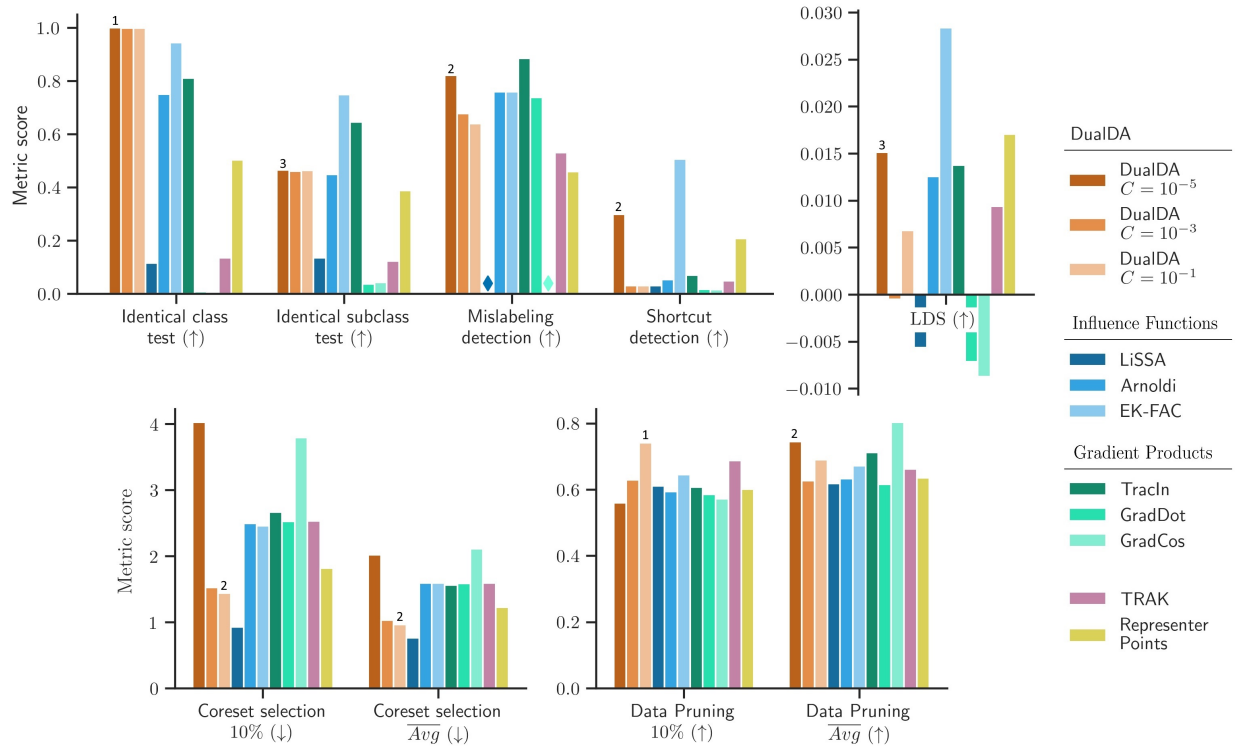 Metric score
1.0
0.8
0.6
0.4
0.2
0.0
1
3
2
2
Identical class
test (↑)
Identical subclass
test (↑)
Mislabeling
detection (↑)
Shortcut
detection (↑)
0.030
0.025
0.020
0.015
0.010
0.005
0.000
−0.005
−0.010
3
LDS (↑)
DualDA
DualDA
C = 10⁻⁵
DualDA
C = 10⁻³
DualDA
C = 10⁻¹
Influence Functions
LiSSA
Arnoldi
EK-FAC
Gradient Products
TracIn
GradDot
GradCos
TRAK
Representer
Points
Metric score
4
3
2
1
0
2
2
Coreset selection
10% (↓)
Coreset selection
A̅v̅g̅ (↓)
0.8
0.6
0.4
0.2
0.0
1
2
Data Pruning
10% (↑)
Data Pruning
A̅v̅g̅ (↑)